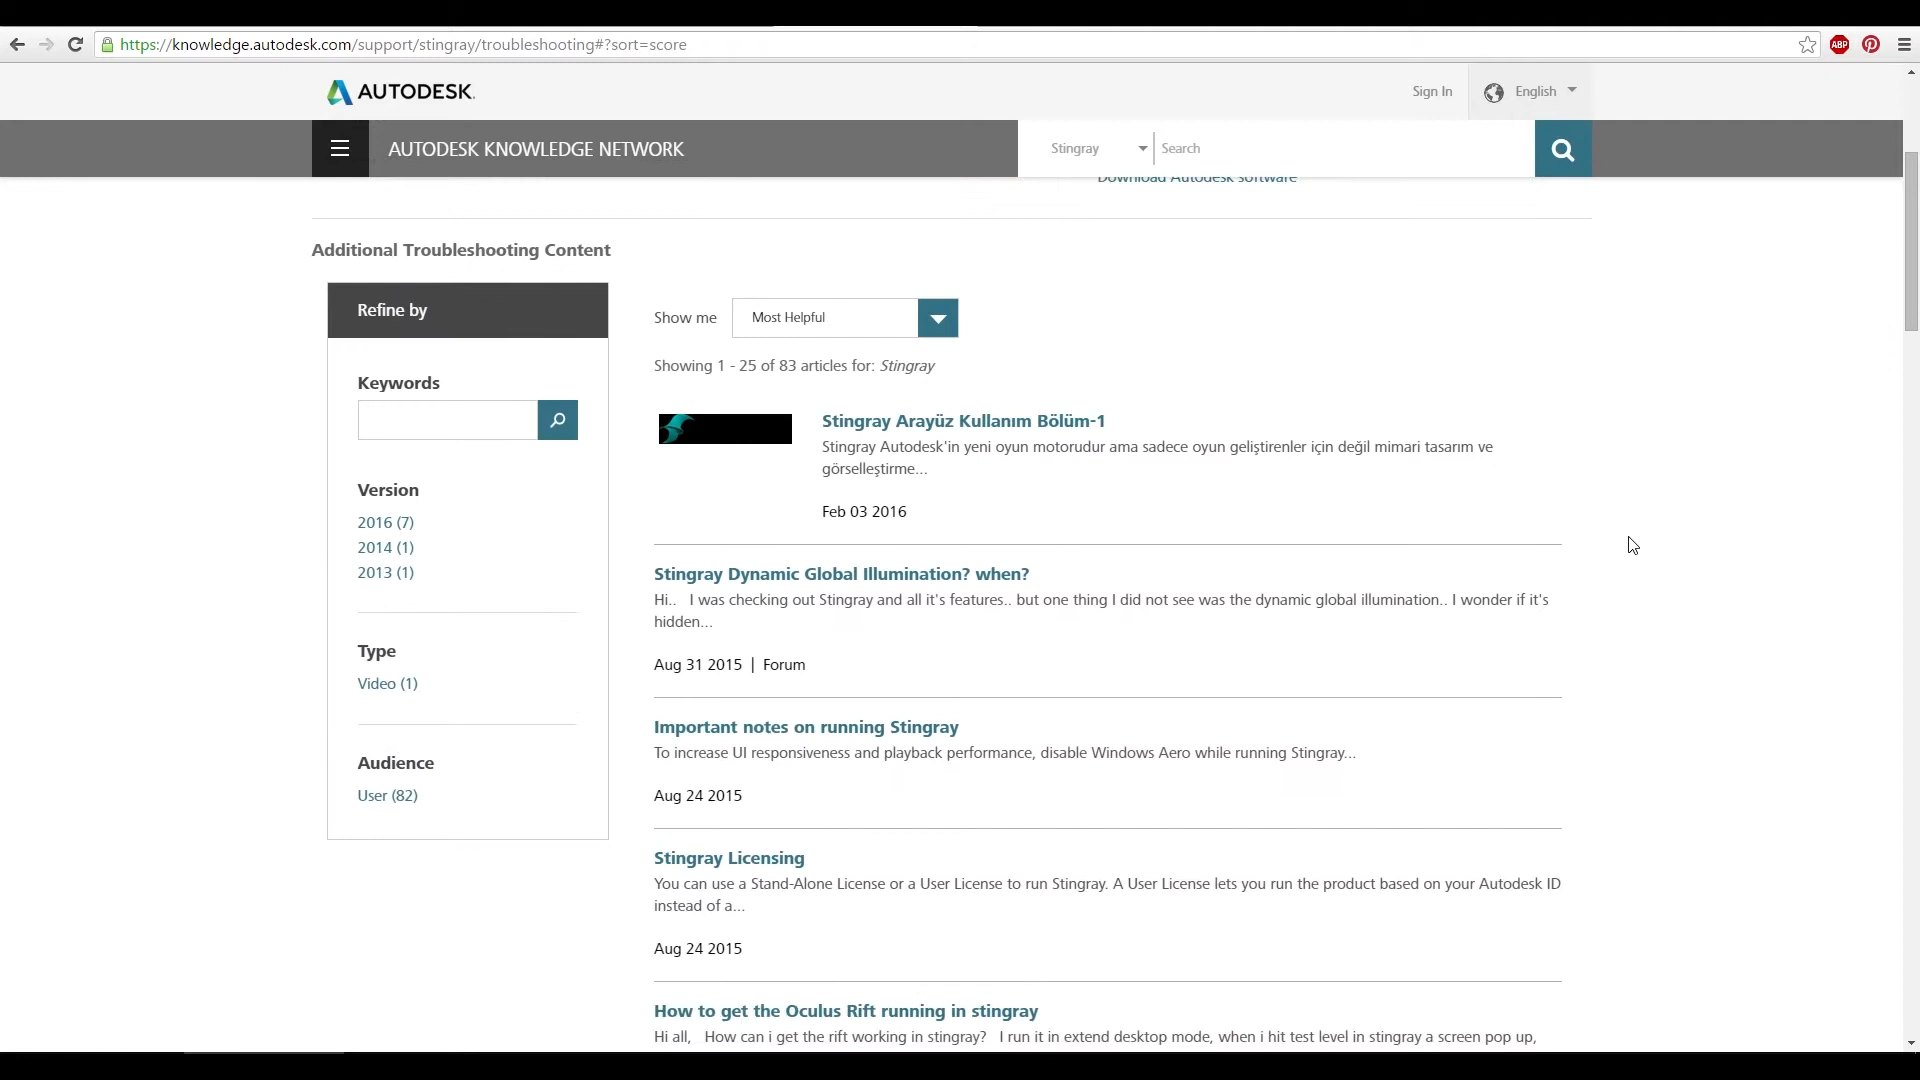 https://knowledge.autodesk.com/support/stingray/troubleshooting#?sort=score
ABP
AUTODESK.
Sign In
English
AUTODESK KNOWLEDGE NETWORK
Stingray
Search
Download Autodesk software
Additional Troubleshooting Content
Refine by
Keywords
Version
2016 (7)
2014 (1)
2013 (1)
Type
Video (1)
Audience
User (82)
Show me
Most Helpful
Showing 1 - 25 of 83 articles for: Stingray
Stingray Arayüz Kullanım Bölüm-1
Stingray Autodesk'in yeni oyun motorudur ama sadece oyun geliştirenler için değil mimari tasarım ve
görselleştirme...
Feb 03 2016
Stingray Dynamic Global Illumination? when?
Hi.. I was checking out Stingray and all it's features.. but one thing I did not see was the dynamic global illumination.. I wonder if it's
hidden...
Aug 31 2015 | Forum
Important notes on running Stingray
To increase UI responsiveness and playback performance, disable Windows Aero while running Stingray...
Aug 24 2015
Stingray Licensing
You can use a Stand-Alone License or a User License to run Stingray. A User License lets you run the product based on your Autodesk ID
instead of a...
Aug 24 2015
How to get the Oculus Rift running in stingray
Hi all, How can i get the rift working in stingray? I run it in extend desktop mode, when i hit test level in stingray a screen pop up,